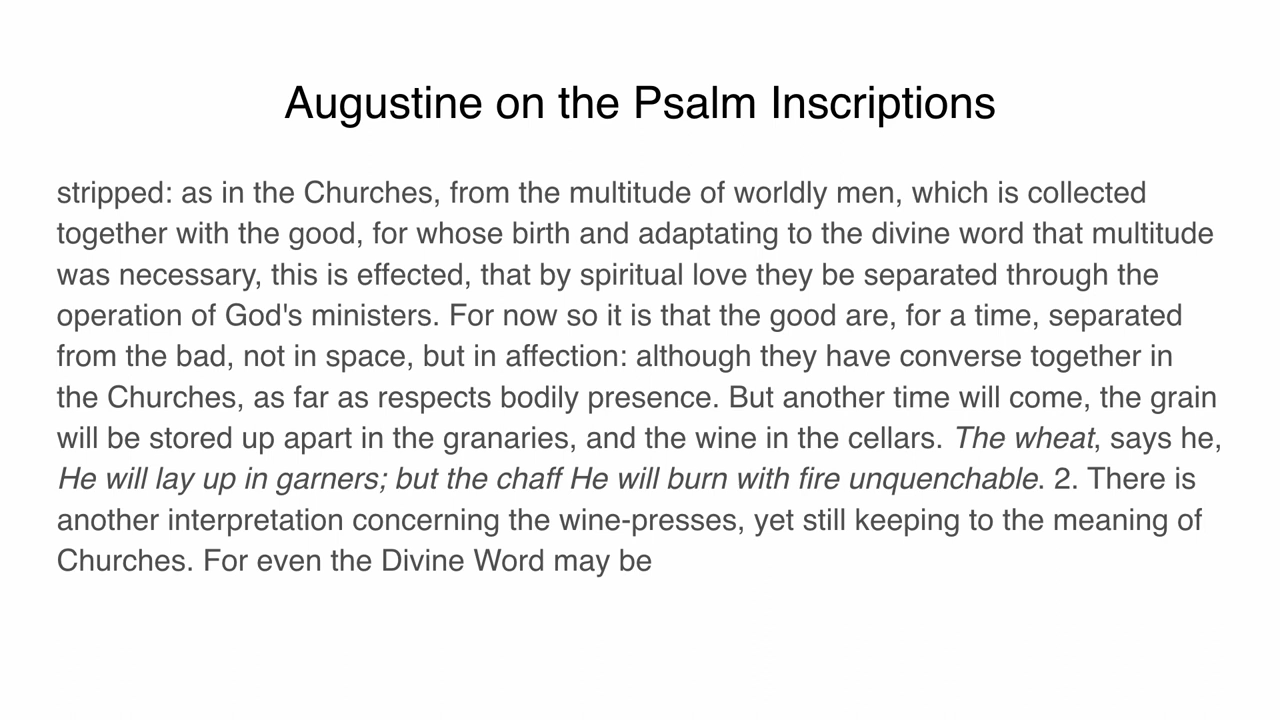 Augustine on the Psalm Inscriptions
stripped: as in the Churches, from the multitude of worldly men, which is collected
together with the good, for whose birth and adaptating to the divine word that multitude
was necessary, this is effected, that by spiritual love they be separated through the
operation of God's ministers. For now so it is that the good are, for a time, separated
from the bad, not in space, but in affection: although they have converse together in
the Churches, as far as respects bodily presence. But another time will come, the grain
will be stored up apart in the granaries, and the wine in the cellars. The wheat, says he,
He will lay up in garners; but the chaff He will burn with fire unquenchable. 2. There is
another interpretation concerning the wine-presses, yet still keeping to the meaning of
Churches. For even the Divine Word may be